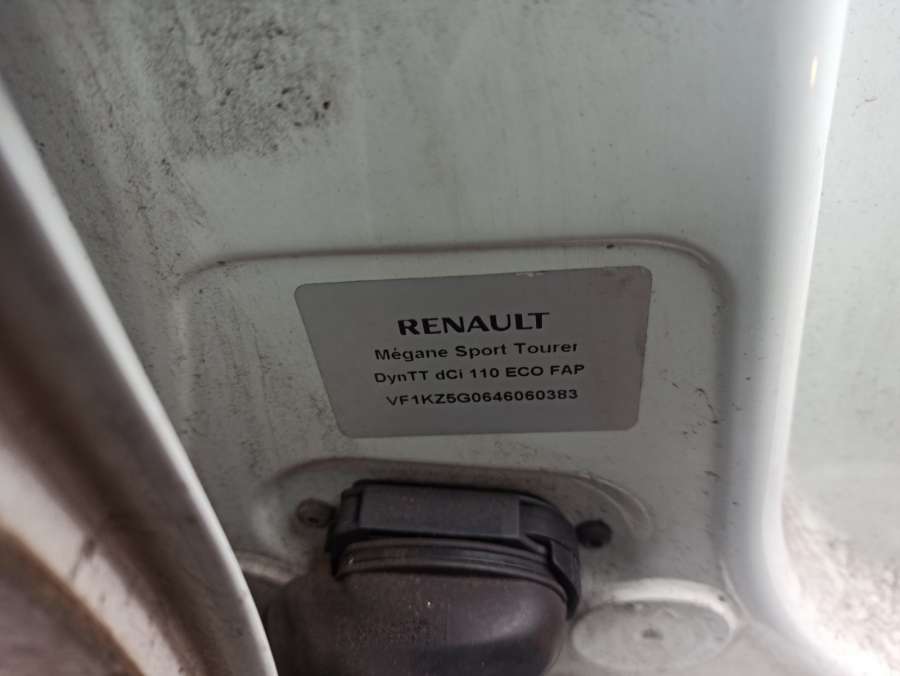 RENAULT
Mégane Sport Tourer
DynTT dCi 110 ECO FAP
VF1KZ5G0646060383